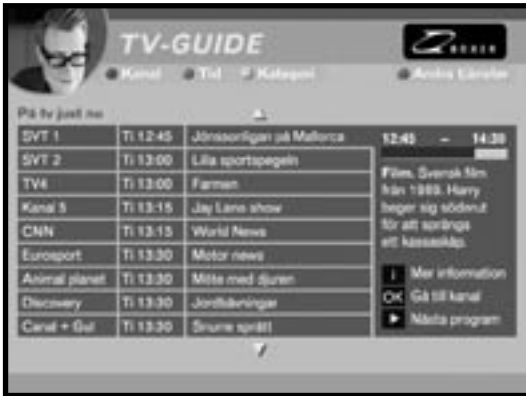 TV-GUIDE
BOXER
Kanal Tid Kategori Andra tjänster
På tv just nu
SVT 1 Ti 12:45 Jönssonligan på Mallorca
SVT 2 Ti 13:00 Lilla sportspegeln
TV4 Ti 13:00 Farmen
Kanal 5 Ti 13:15 Jay Leno show
CNN Ti 13:15 World News
Eurosport Ti 13:30 Motor news
Animal planet Ti 13:30 Mitte med djuren
Discovery Ti 13:30 Jordbävningar
Canal + Gul Ti 13:30 Snurre sprätt
12:45 – 14:30
Film. Svensk film
från 1989. Harry
beger sig söderut
för att spränga
ett kassaskåp.
i Mer information
OK Gå till kanal
Nästa program